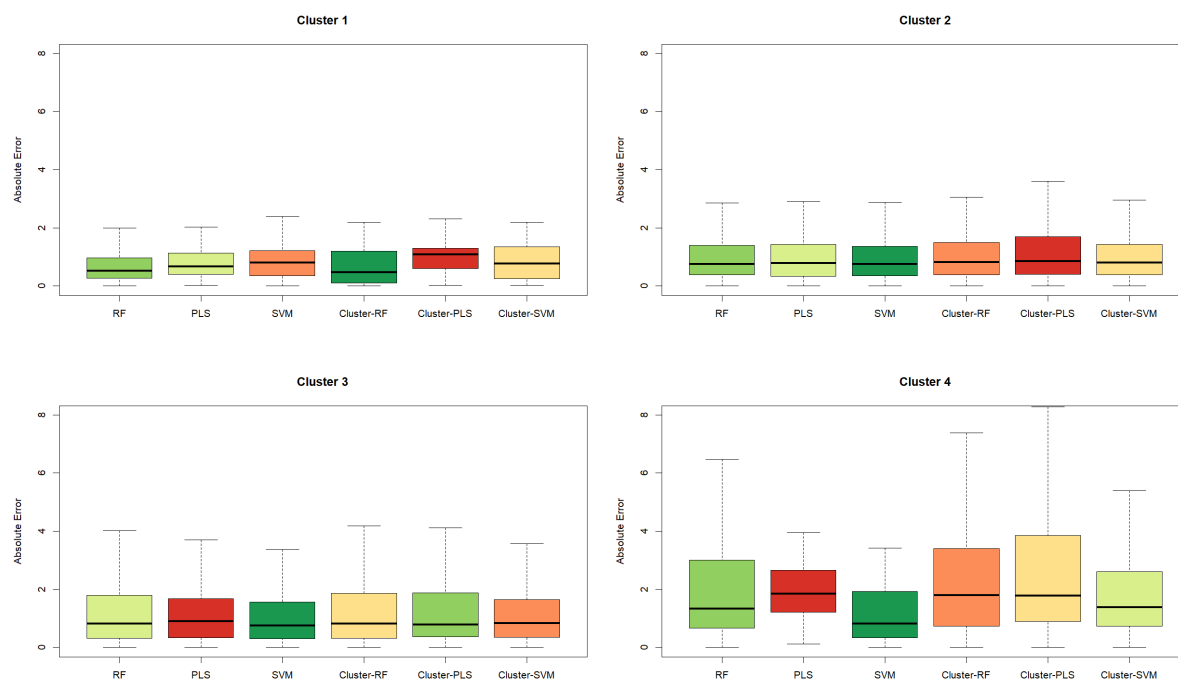 Cluster 1
Absolute Error
8
6
4
2
0
RF PLS SVM Cluster-RF Cluster-PLS Cluster-SVM
Cluster 2
Absolute Error
8
6
4
2
0
RF PLS SVM Cluster-RF Cluster-PLS Cluster-SVM
Cluster 3
Absolute Error
8
6
4
2
0
RF PLS SVM Cluster-RF Cluster-PLS Cluster-SVM
Cluster 4
Absolute Error
8
6
4
2
0
RF PLS SVM Cluster-RF Cluster-PLS Cluster-SVM